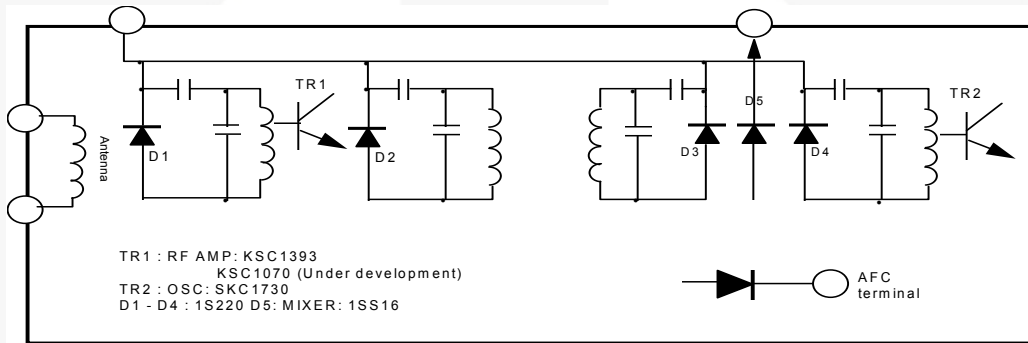 TR1
D5
TR2
D1
D2
D3
D4
Antenna
TR1 : RF AMP: KSC1393
KSC1070 (Under development)
TR2 : OSC: SKC1730
D1 - D4 : 1S220 D5: MIXER: 1SS16
AFC
terminal